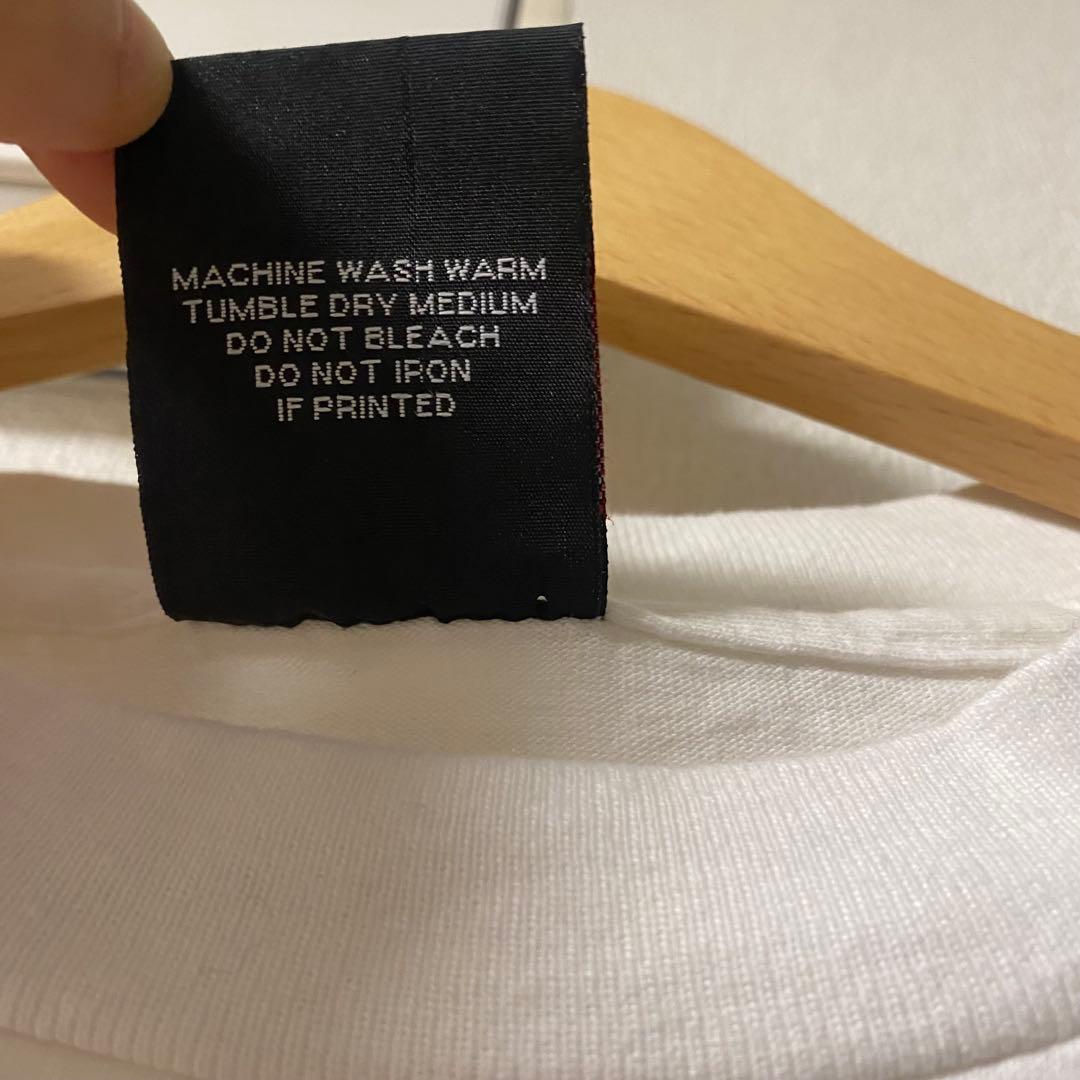 MACHINE WASH WARM
TUMBLE DRY MEDIUM
DO NOT BLEACH
DO NOT IRON
IF PRINTED